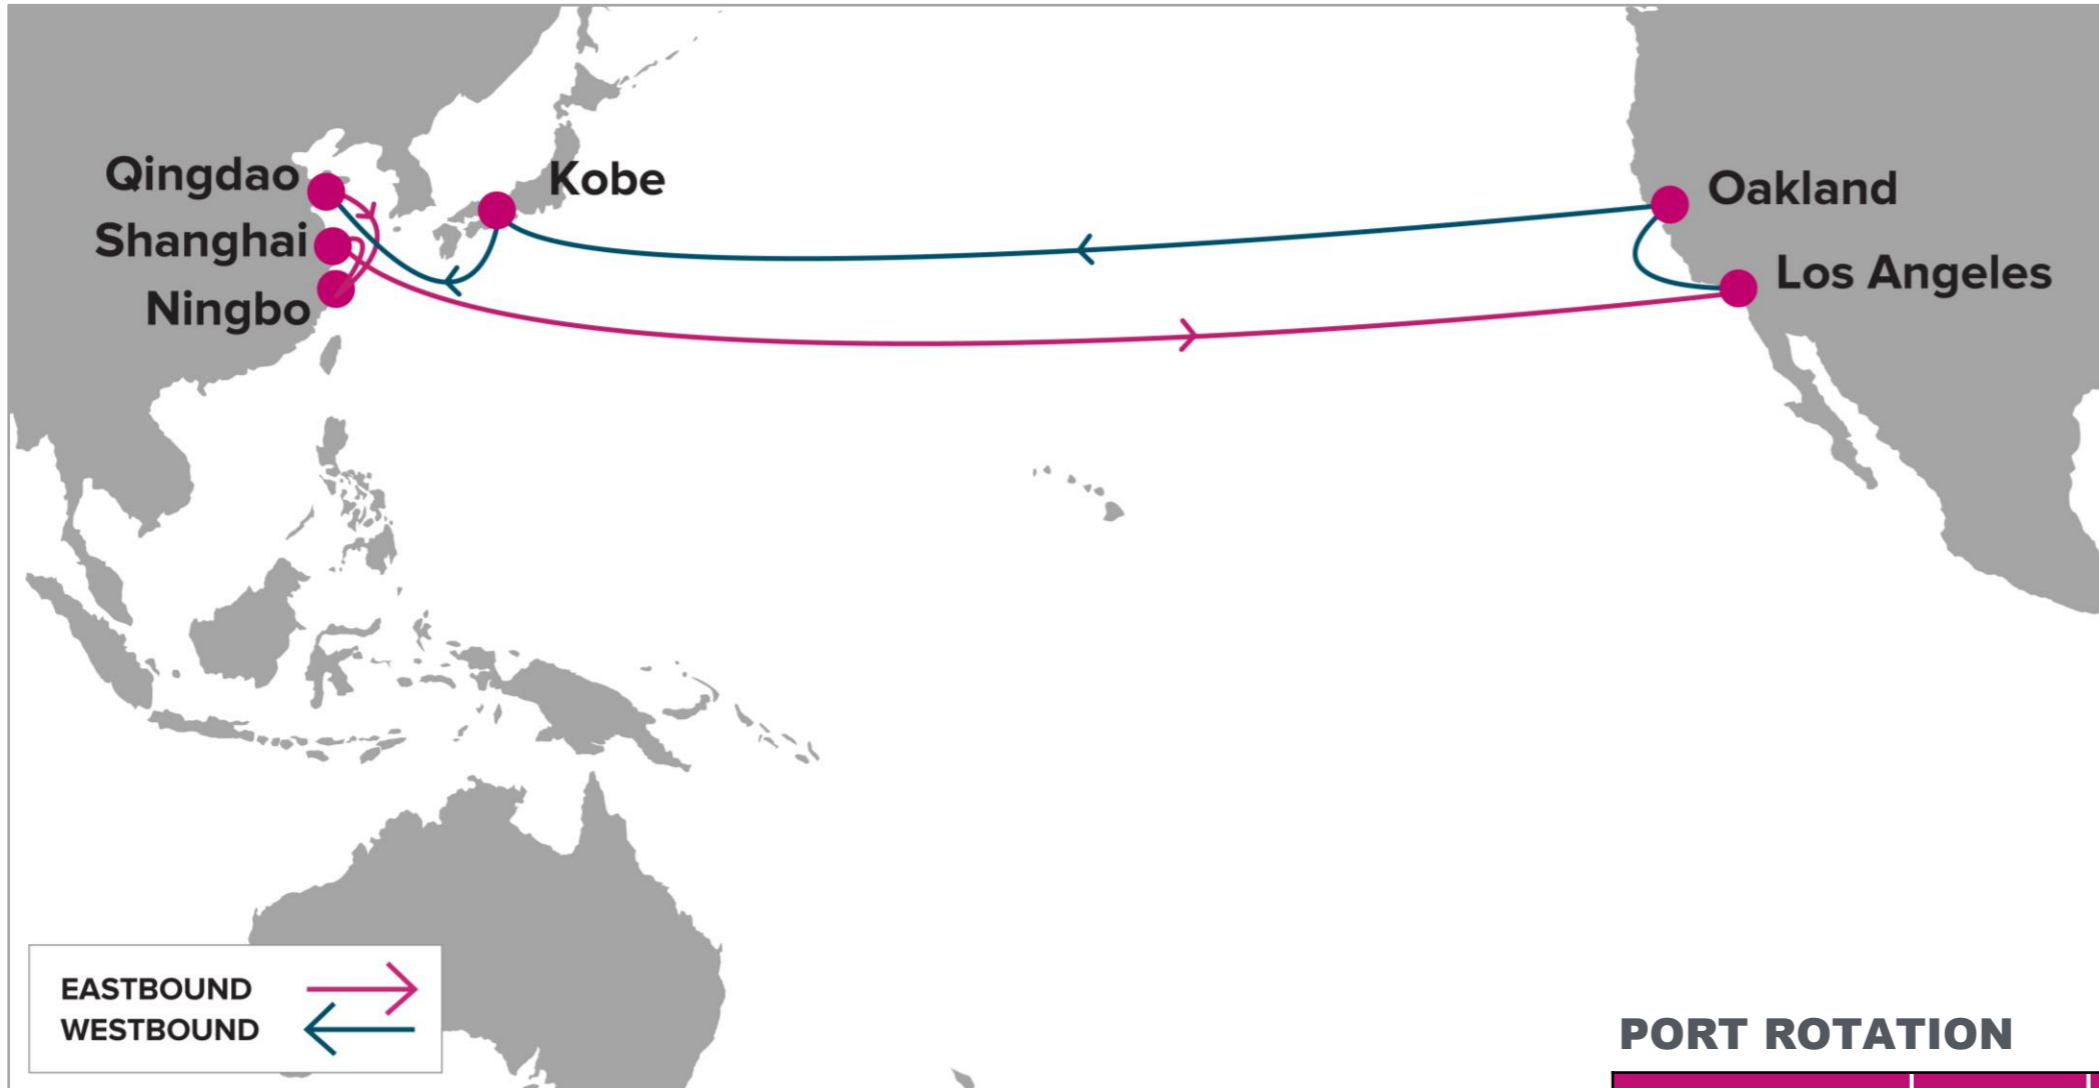 Qingdao
Kobe
Oakland
Shanghai
Los Angeles
Ningbo
EASTBOUND
WESTBOUND
PORT ROTATION